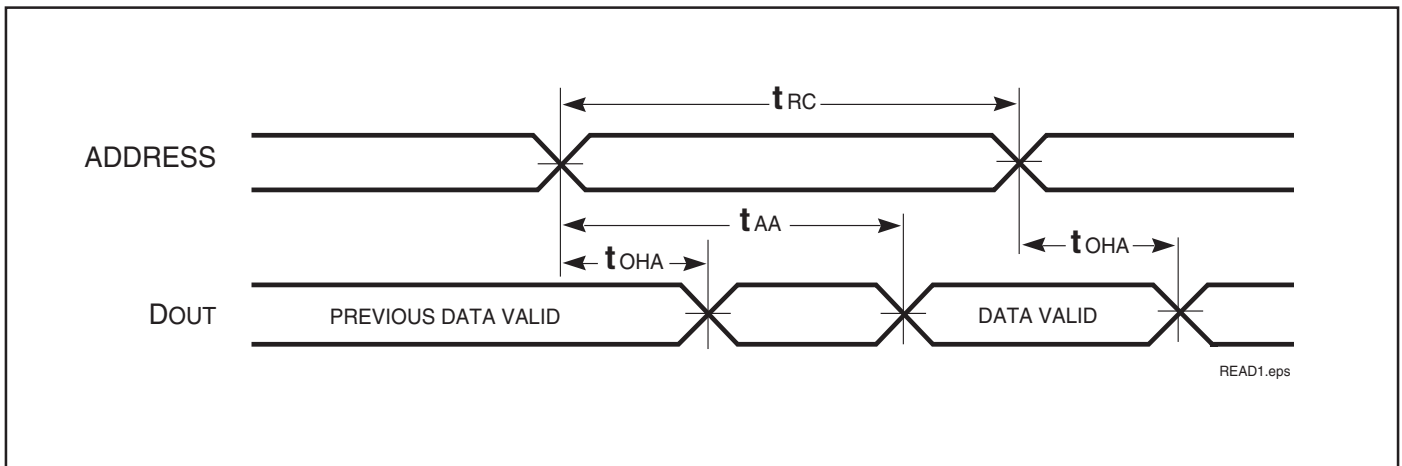 tRC
ADDRESS
tAA
tOHA
tOHA
DOUT
PREVIOUS DATA VALID
DATA VALID
READ1.eps